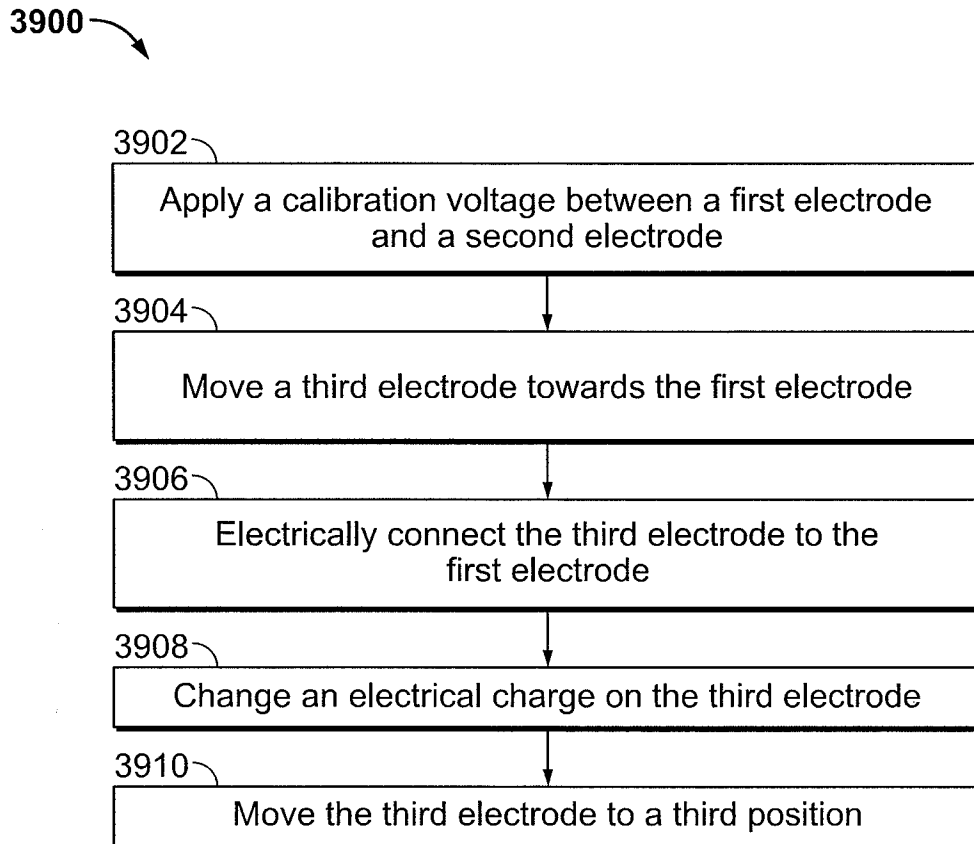 3900
3902
Apply a calibration voltage between a first electrode
and a second electrode
3904
Move a third electrode towards the first electrode
3906
Electrically connect the third electrode to the
first electrode
3908
Change an electrical charge on the third electrode
3910
Move the third electrode to a third position